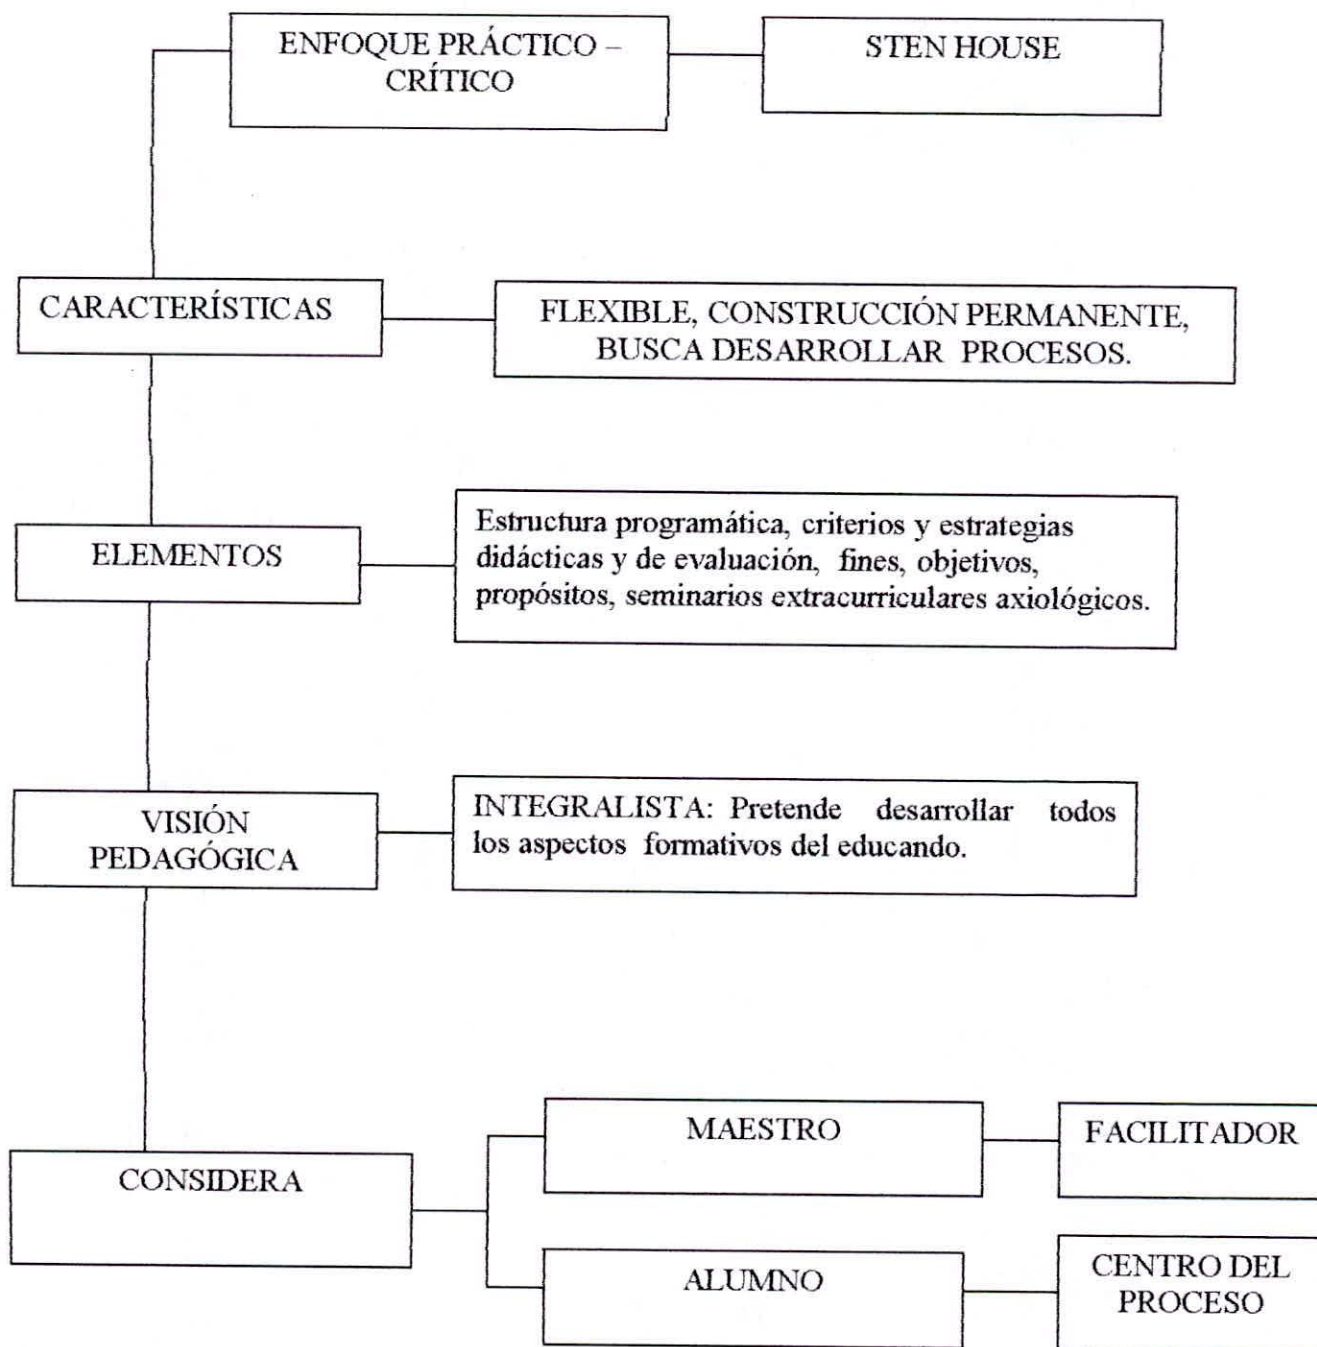 ENFOQUE PRÁCTICO –
CRÍTICO
STEN HOUSE
CARACTERÍSTICAS
FLEXIBLE, CONSTRUCCIÓN PERMANENTE,
BUSCA DESARROLLAR PROCESOS.
ELEMENTOS
Estructura programática, criterios y estrategias
didácticas y de evaluación, fines, objetivos,
propósitos, seminarios extracurriculares axiológicos.
VISIÓN
PEDAGÓGICA
INTEGRALISTA: Pretende desarrollar todos
los aspectos formativos del educando.
CONSIDERA
MAESTRO
FACILITADOR
ALUMNO
CENTRO DEL
PROCESO